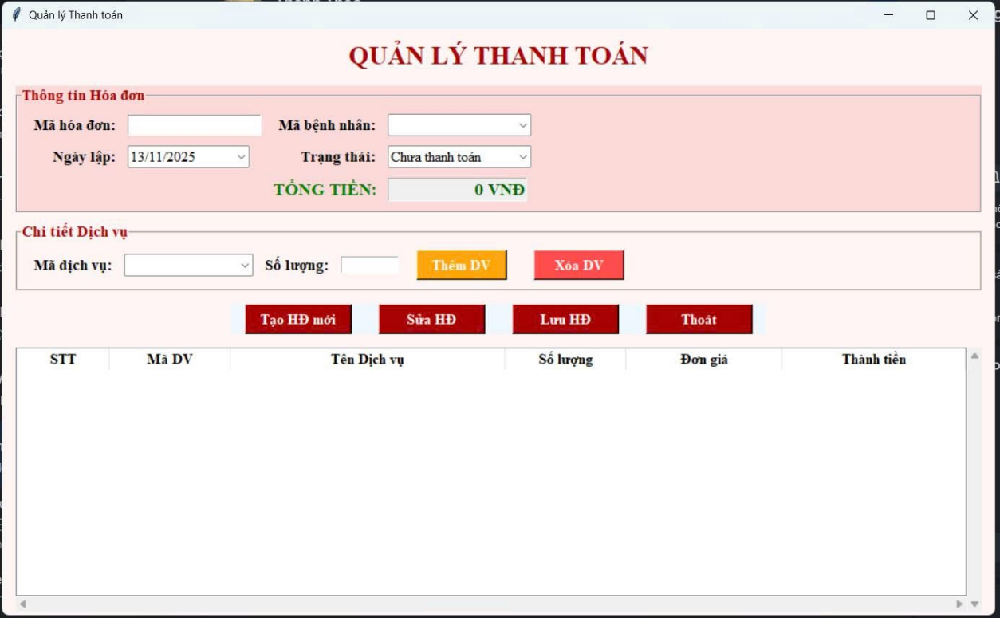 Quản lý Thanh toán
QUẢN LÝ THANH TOÁN
Thông tin Hóa đơn
Mã hóa đơn: Mã bệnh nhân:
Ngày lập: 13/11/2025 Trạng thái: Chưa thanh toán
TỔNG TIỀN: 0 VNĐ
Chi tiết Dịch vụ
Mã dịch vụ: Số lượng: Thêm DV Xóa DV
Tạo HĐ mới Sửa HĐ Lưu HĐ Thoát
STT Mã DV Tên Dịch vụ Số lượng Đơn giá Thành tiền